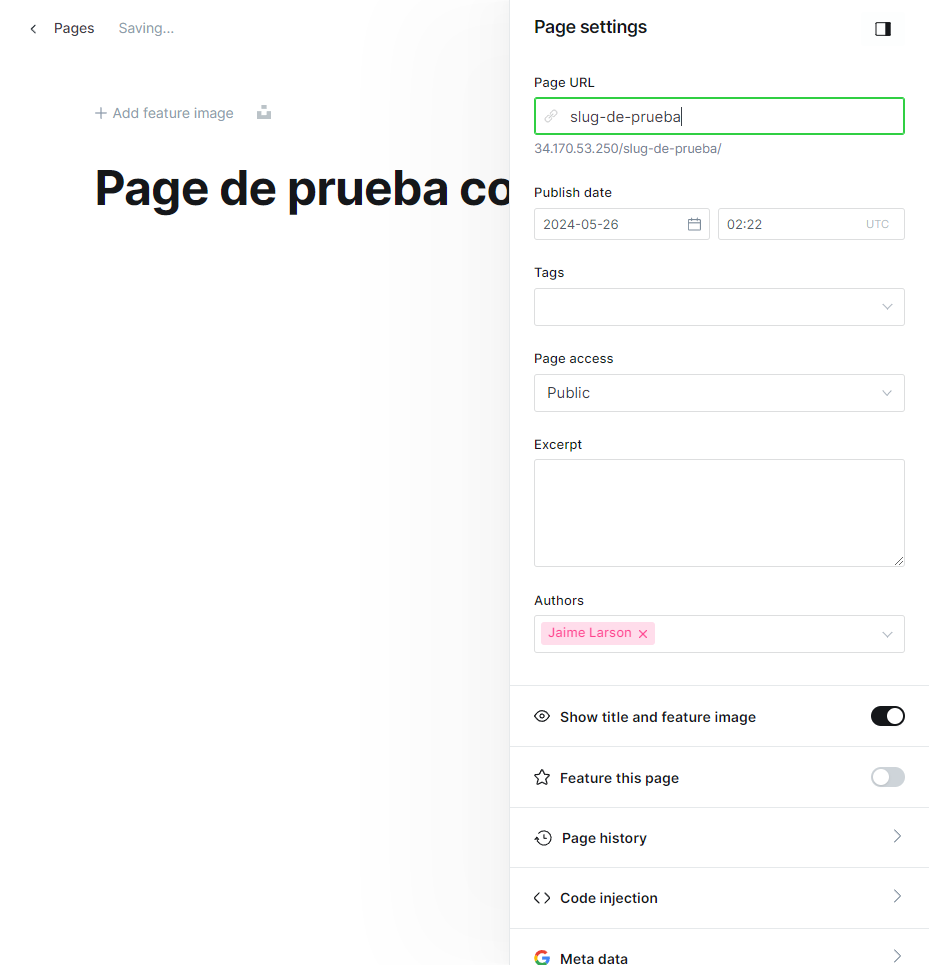 Pages Saving...
Add feature image
Page de prueba co
Page settings
Page URL
slug-de-prueba
34.170.53.250/slug-de-prueba/
Publish date
2024-05-26 02:22 UTC
Tags
Page access
Public
Excerpt
Authors
Jaime Larson
Show title and feature image
Feature this page
Page history
Code injection
Meta data